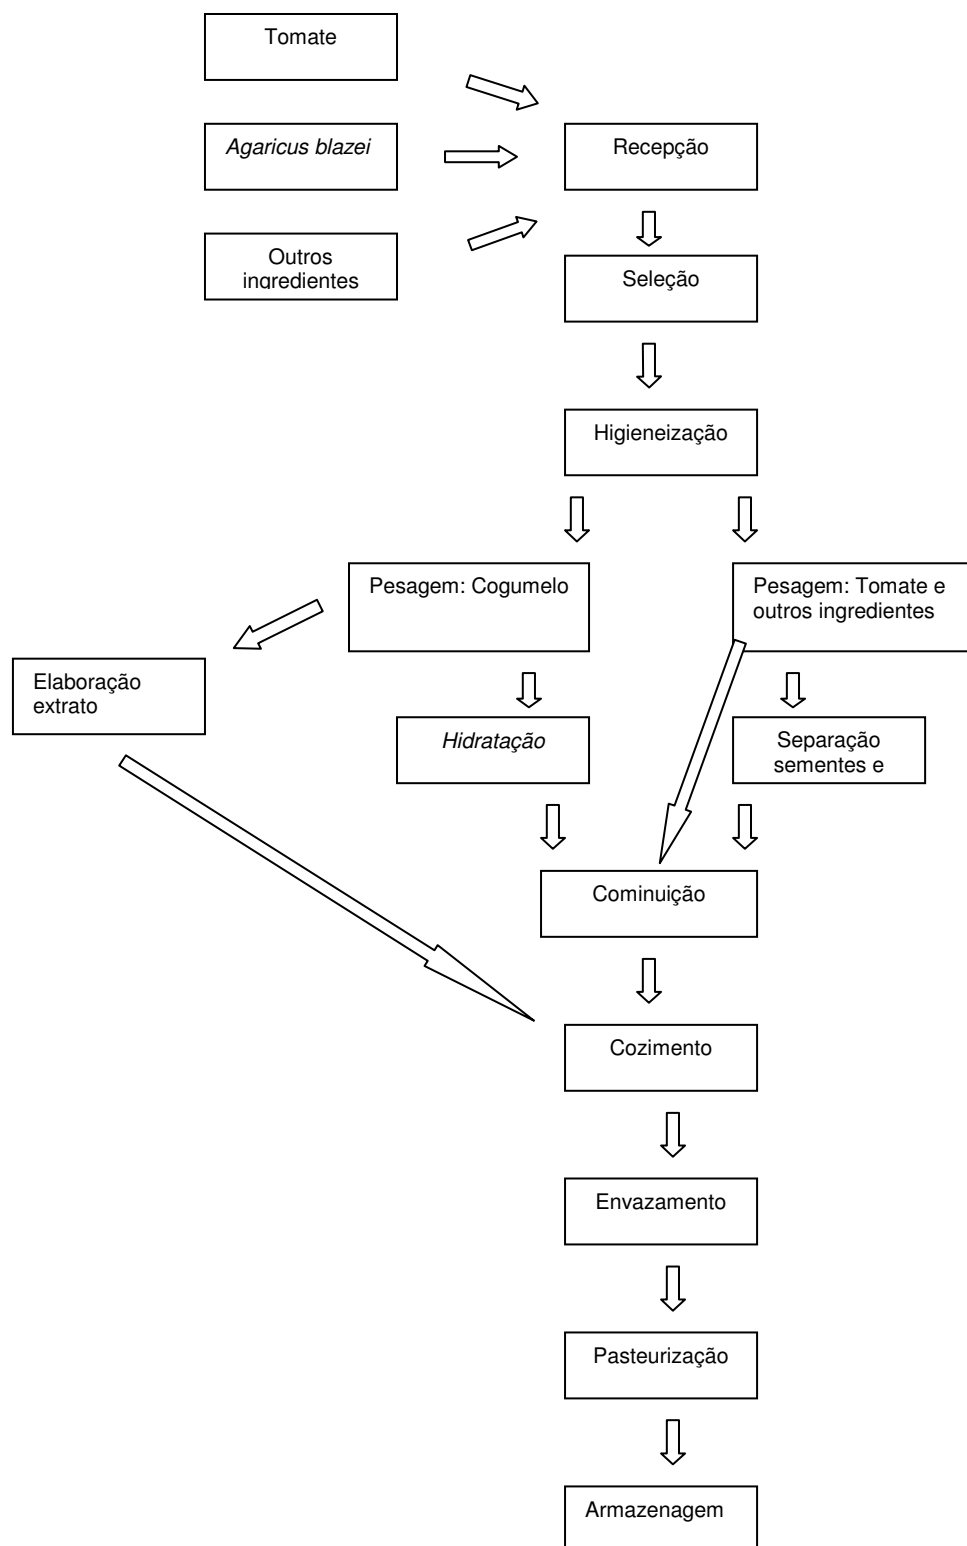 Tomate
Agaricus blazei
Recepção
Outros
ingredientes
Seleção
Higieneização
Pesagem: Cogumelo
Pesagem: Tomate e
outros ingredientes
Elaboração
extrato
Hidratação
Separação
sementes e
Cominuição
Cozimento
Envazamento
Pasteurização
Armazenagem